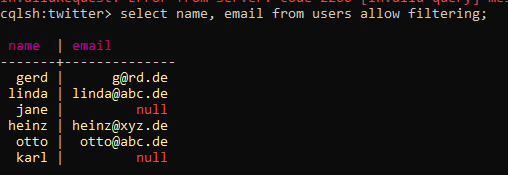 InvalidRequest: Error from server: code=2200 [Invalid query] mes
cqlsh:twitter> select name, email from users allow filtering;
name | email
-------+--------------
gerd | g@rd.de
linda | linda@abc.de
jane | null
heinz | heinz@xyz.de
otto | otto@abc.de
karl | null